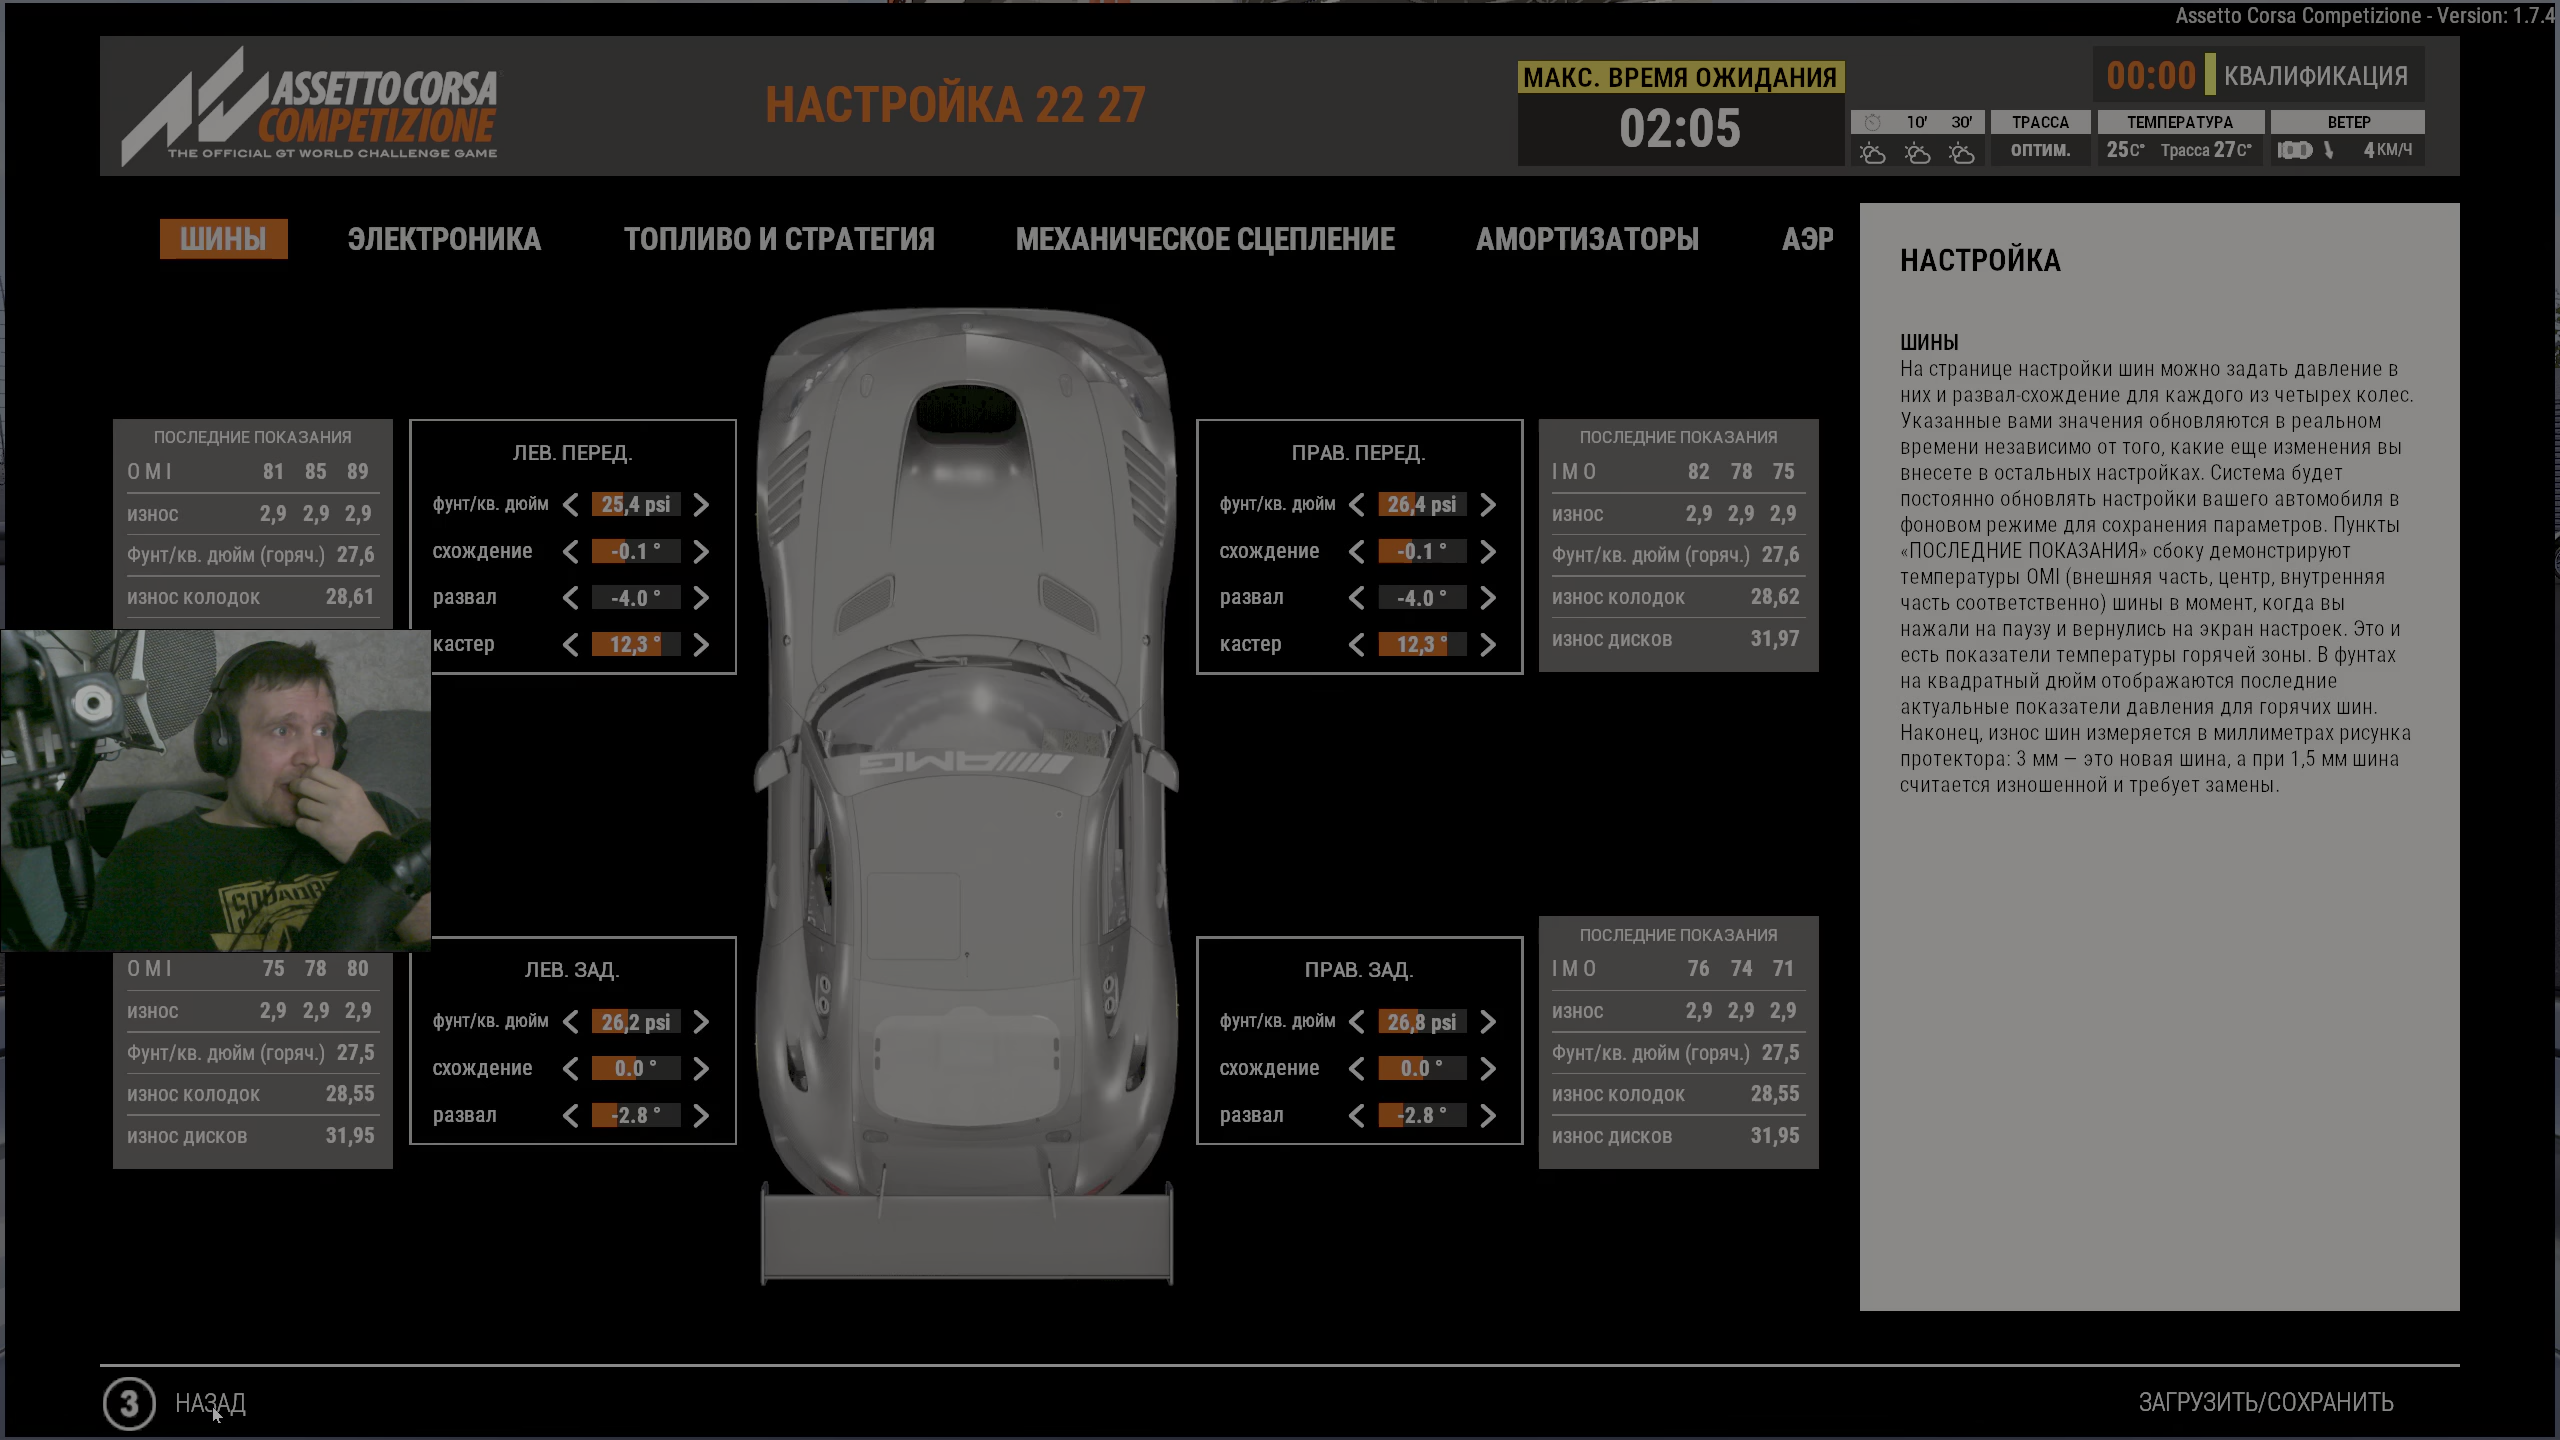 Assetto Corsa Competizione - Version: 1.7.4
ASSETTO CORSA
COMPETIZIONE
THE OFFICIAL GT WORLD CHALLENGE GAME
НАСТРОЙКА 22 27
МАКС. ВРЕМЯ ОЖИДАНИЯ
02:05
00:00 КВАЛИФИКАЦИЯ
10' 30'
ТРАССА
ОПТИМ.
ТЕМПЕРАТУРА
25C° Трасса 27C°
ВЕТЕР
4 КМ/Ч
ШИНЫ ЭЛЕКТРОНИКА ТОПЛИВО И СТРАТЕГИЯ МЕХАНИЧЕСКОЕ СЦЕПЛЕНИЕ АМОРТИЗАТОРЫ АЭР
ПОСЛЕДНИЕ ПОКАЗАНИЯ
O M I 81 85 89
износ 2,9 2,9 2,9
Фунт/кв. дюйм (горяч.) 27,6
износ колодок 28,61
ЛЕВ. ПЕРЕД.
фунт/кв. дюйм 25,4 psi
схождение -0.1 °
развал -4.0 °
кастер 12,3 °
ПРАВ. ПЕРЕД.
фунт/кв. дюйм 26,4 psi
схождение -0.1 °
развал -4.0 °
кастер 12,3 °
ПОСЛЕДНИЕ ПОКАЗАНИЯ
I M O 82 78 75
износ 2,9 2,9 2,9
Фунт/кв. дюйм (горяч.) 27,6
износ колодок 28,62
износ дисков 31,97
AMG
SQUADR
O M I 75 78 80
износ 2,9 2,9 2,9
Фунт/кв. дюйм (горяч.) 27,5
износ колодок 28,55
износ дисков 31,95
ЛЕВ. ЗАД.
фунт/кв. дюйм 26,2 psi
схождение 0.0 °
развал -2.8 °
ПРАВ. ЗАД.
фунт/кв. дюйм 26,8 psi
схождение 0.0 °
развал -2.8 °
ПОСЛЕДНИЕ ПОКАЗАНИЯ
I M O 76 74 71
износ 2,9 2,9 2,9
Фунт/кв. дюйм (горяч.) 27,5
износ колодок 28,55
износ дисков 31,95
НАСТРОЙКА
ШИНЫ
На странице настройки шин можно задать давление в
них и развал-схождение для каждого из четырех колес.
Указанные вами значения обновляются в реальном
времени независимо от того, какие еще изменения вы
внесете в остальных настройках. Система будет
постоянно обновлять настройки вашего автомобиля в
фоновом режиме для сохранения параметров. Пункты
«ПОСЛЕДНИЕ ПОКАЗАНИЯ» сбоку демонстрируют
температуры OMI (внешняя часть, центр, внутренняя
часть соответственно) шины в момент, когда вы
нажали на паузу и вернулись на экран настроек. Это и
есть показатели температуры горячей зоны. В фунтах
на квадратный дюйм отображаются последние
актуальные показатели давления для горячих шин.
Наконец, износ шин измеряется в миллиметрах рисунка
протектора: 3 мм — это новая шина, а при 1,5 мм шина
считается изношенной и требует замены.
3 НАЗАД
ЗАГРУЗИТЬ/СОХРАНИТЬ